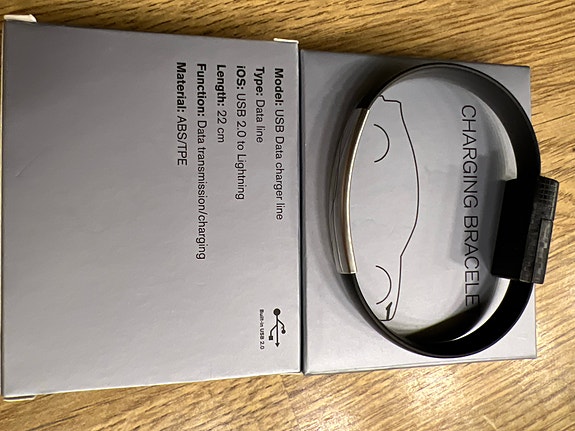 Model: USB Data charger line
Type: Data line
iOS: USB 2.0 to Lightning
Length: 22 cm
Function: Data transmission/charging
Material: ABS/TPE
Built-in USB 2.0
CHARGING BRACELE